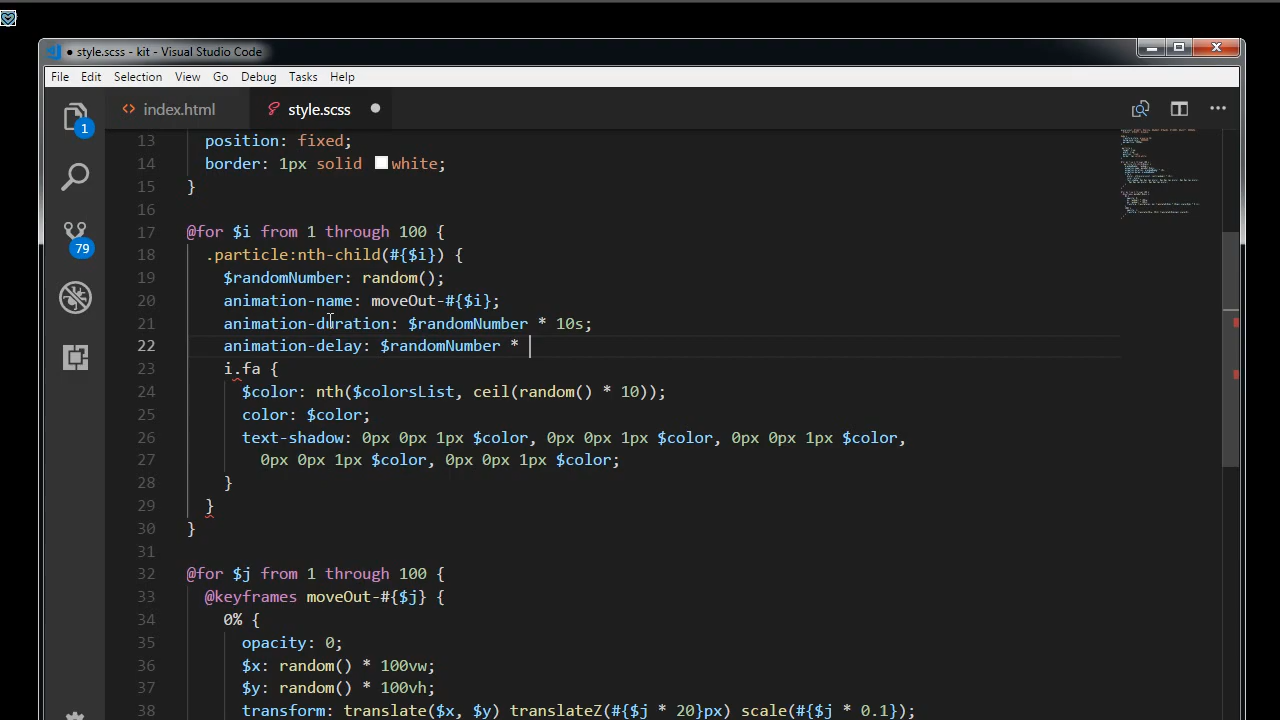 ● style.scss - kit - Visual Studio Code
File Edit Selection View Go Debug Tasks Help
1 <> index.html style.scss ●
13 position: fixed;
14 border: 1px solid white;
15 }
16
17 @for $i from 1 through 100 {
18 .particle:nth-child(#{$i}) {
19 $randomNumber: random();
20 animation-name: moveOut-#{$i};
21 animation-duration: $randomNumber * 10s;
22 animation-delay: $randomNumber *
23 i.fa {
24 $color: nth($colorsList, ceil(random() * 10));
25 color: $color;
26 text-shadow: 0px 0px 1px $color, 0px 0px 1px $color, 0px 0px 1px $color,
27 0px 0px 1px $color, 0px 0px 1px $color;
28 }
29 }
30 }
31
32 @for $j from 1 through 100 {
33 @keyframes moveOut-#{$j} {
34 0% {
35 opacity: 0;
36 $x: random() * 100vw;
37 $y: random() * 100vh;
38 transform: translate($x, $y) translateZ(#{$j * 20}px) scale(#{$j * 0.1});
79